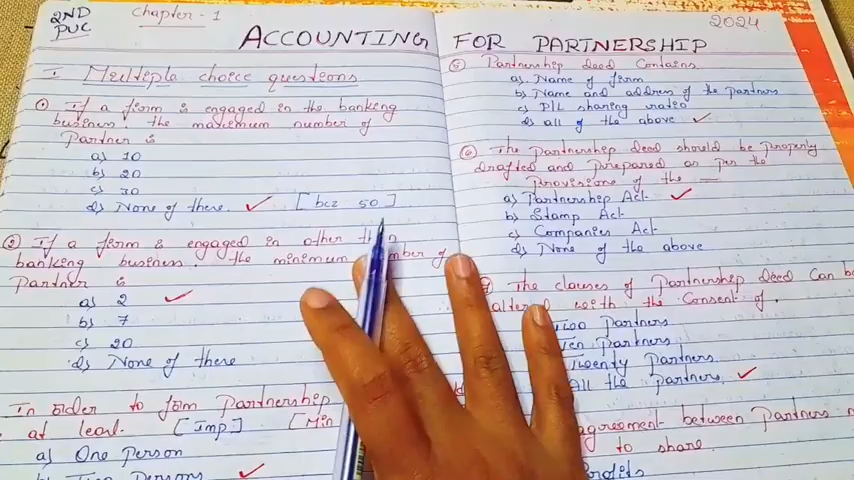 2ND
PUC
Chapter - 1
2024
ACCOUNTING FOR PARTNERSHIP
I Multiple choice questions
① If a firm is engaged in the banking
business. the maximum number of
Partner is
a) 10
b) 20
c) 30
d) None of there. ✓ [bcz 50]
② If a firm is engaged in other than
banking business. the minimum number of
Partner is
a) 2 ✓
b) 7
c) 20
d) None of there
In order to form Partnership
at least. [Imp] [Min
a) One Person
b) Two Persons ✓
⑤ Partnership Deed Contains
a. Name of firm
b) Name and address of the partners
c) P/L sharing ratio
d) all of the above ✓
⑥ The Partnership deed should be properly
drafted and prepared as per the
Provisions of the —
a) Partnership Act ✓
b) Stamp Act
c) Companies Act
d) None of the above
The clauses of Partnership Deed can be
altered with the Consent of.
Two Partners
Twenty Partners
All the partners. ✓
agreement between Partners
to share
Profits